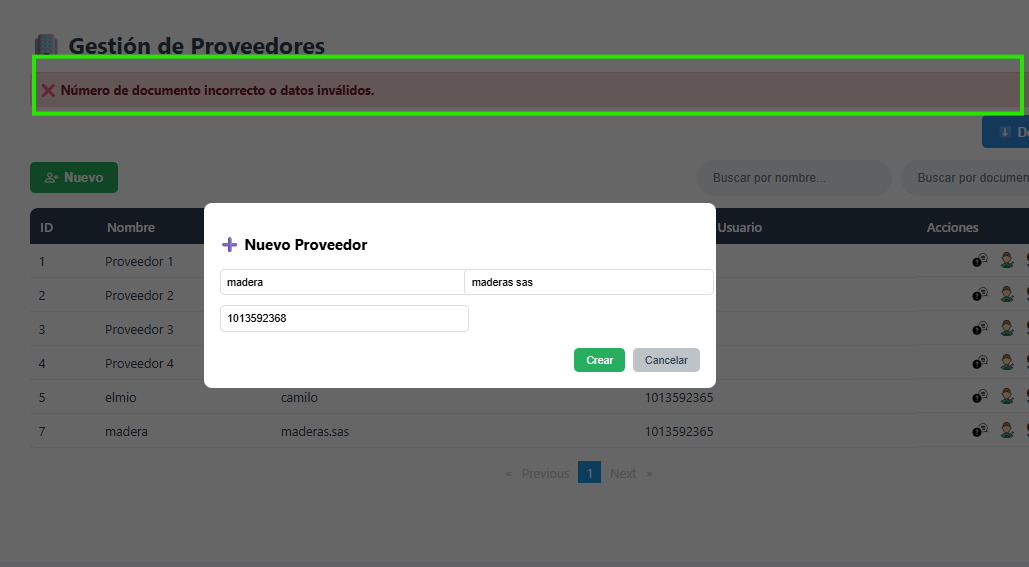 Gestión de Proveedores
Número de documento incorrecto o datos inválidos.
Nuevo
Buscar por nombre...
Buscar por documen
ID Nombre Usuario Acciones
Nuevo Proveedor
madera maderas sas
1013592368
Crear Cancelar
1 Proveedor 1
2 Proveedor 2
3 Proveedor 3
4 Proveedor 4
5 elmio camilo 1013592365
7 madera maderas.sas 1013592365
« Previous 1 Next »